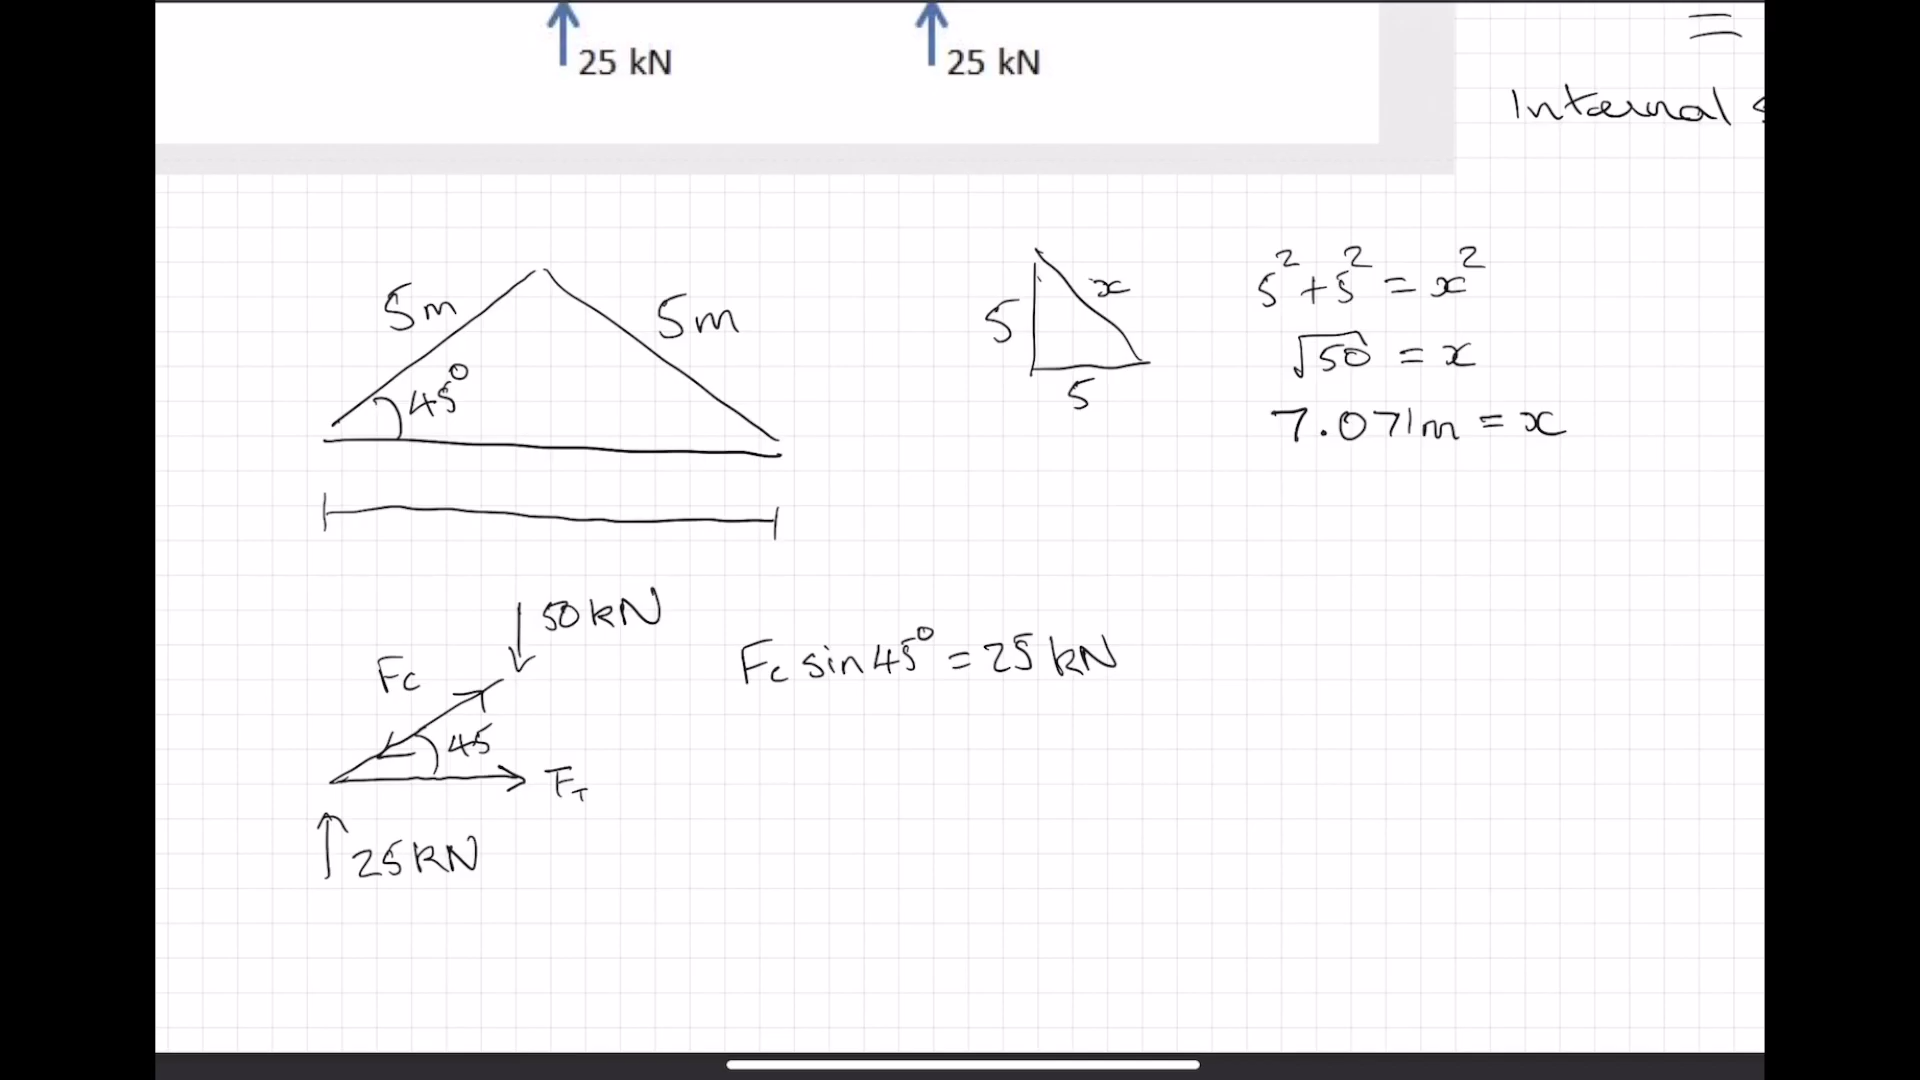 25 kN
25 kN
=
Internal
5m
5m
45°
5
x
5
5² + 5² = x²
√50 = x
7.071m = x
50kN
Fc
45
F_T
25kN
Fc sin45° = 25 kN